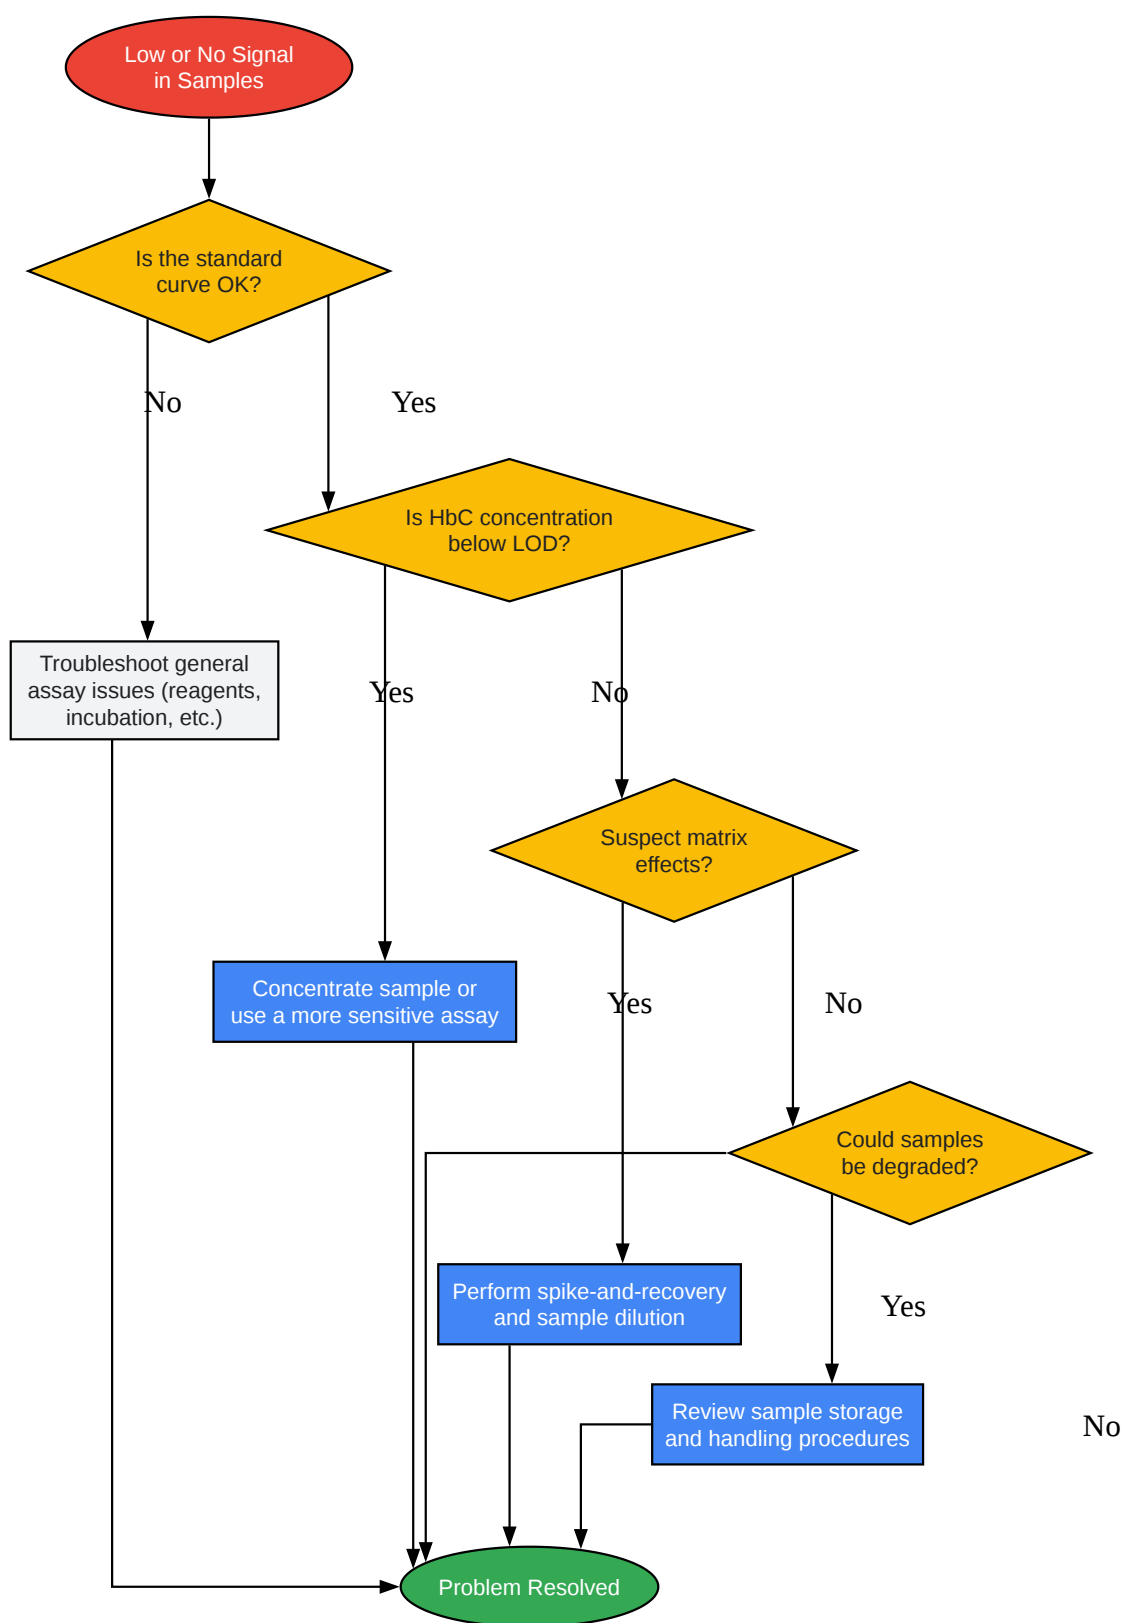 Low or No Signal
in Samples
Is the standard
curve OK?
No
Yes
Is HbC concentration
below LOD?
Troubleshoot general
assay issues (reagents,
incubation, etc.)
Yes
No
Suspect matrix
effects?
Concentrate sample or
use a more sensitive assay
Yes
No
Could samples
be degraded?
Perform spike-and-recovery
and sample dilution
Yes
Review sample storage
and handling procedures
No
Problem Resolved